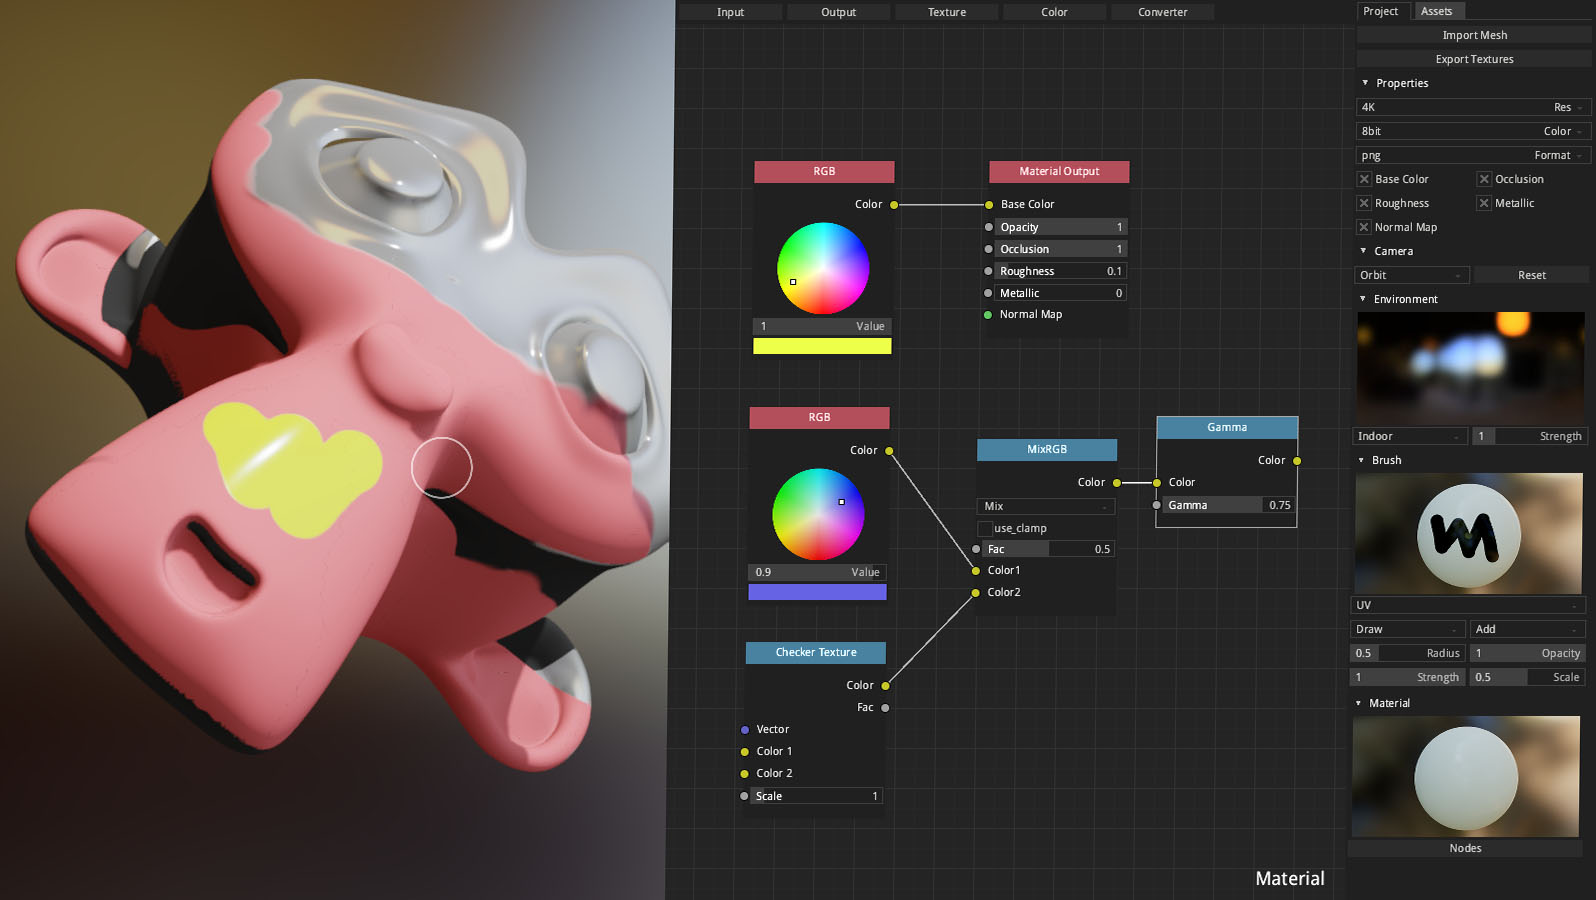 Input Output Texture Color Converter
RGB
Color
1 Value
Material Output
Base Color
Opacity 1
Occlusion 1
Roughness 0.1
Metallic 0
Normal Map
RGB
Color
0.9 Value
MixRGB
Color
Mix
use_clamp
Fac 0.5
Color1
Color2
Gamma
Color
Color
Gamma 0.75
Checker Texture
Color
Fac
Vector
Color 1
Color 2
Scale 1
Material
Project Assets
Import Mesh
Export Textures
Properties
4K Res
8bit Color
png Format
Base Color Occlusion
Roughness Metallic
Normal Map
Camera
Orbit Reset
Environment
Indoor 1 Strength
Brush
UV
Draw Add
0.5 Radius 1 Opacity
1 Strength 0.5 Scale
Material
Nodes